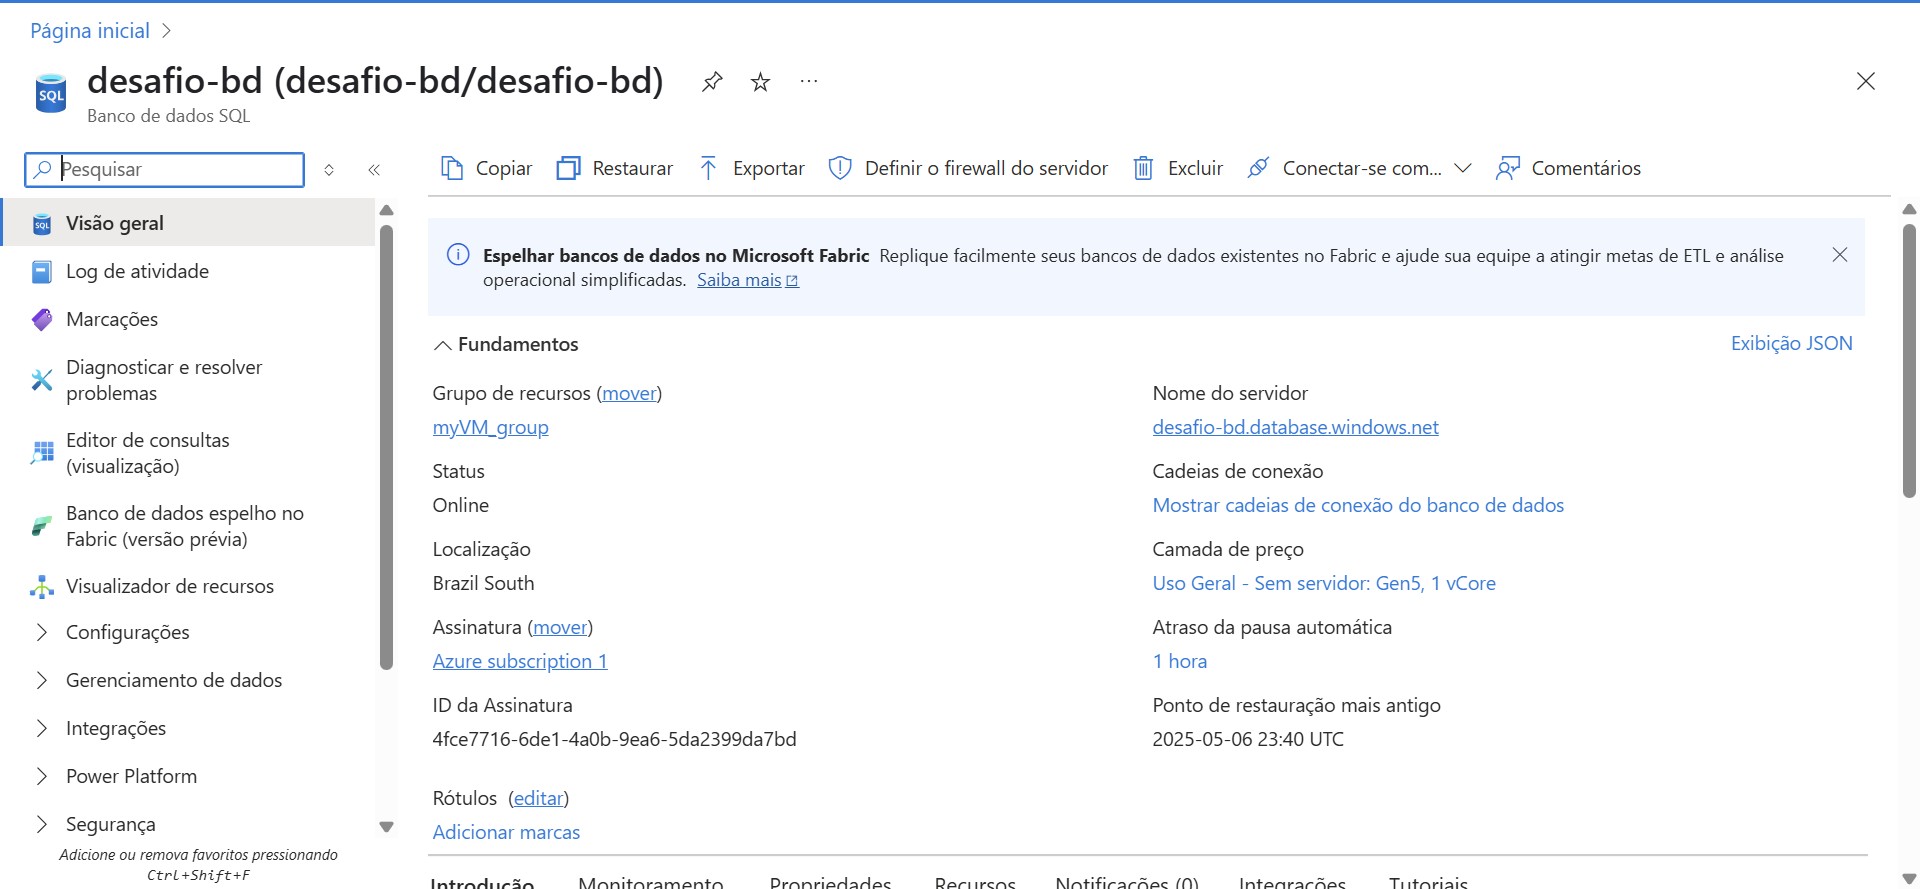 Página inicial
desafio-bd (desafio-bd/desafio-bd)
Banco de dados SQL
Pesquisar
Copiar
Restaurar
Exportar
Definir o firewall do servidor
Excluir
Conectar-se com...
Comentários
Visão geral
Log de atividade
Marcações
Diagnosticar e resolver
problemas
Editor de consultas
(visualização)
Banco de dados espelho no
Fabric (versão prévia)
Visualizador de recursos
Configurações
Gerenciamento de dados
Integrações
Power Platform
Segurança
Adicione ou remova favoritos pressionando
Ctrl+Shift+F
Espelhar bancos de dados no Microsoft Fabric Replique facilmente seus bancos de dados existentes no Fabric e ajude sua equipe a atingir metas de ETL e análise
operacional simplificadas. Saiba mais
Fundamentos
Exibição JSON
Grupo de recursos (mover)
myVM_group
Status
Online
Localização
Brazil South
Assinatura (mover)
Azure subscription 1
ID da Assinatura
4fce7716-6de1-4a0b-9ea6-5da2399da7bd
Nome do servidor
desafio-bd.database.windows.net
Cadeias de conexão
Mostrar cadeias de conexão do banco de dados
Camada de preço
Uso Geral - Sem servidor: Gen5, 1 vCore
Atraso da pausa automática
1 hora
Ponto de restauração mais antigo
2025-05-06 23:40 UTC
Rótulos (editar)
Adicionar marcas
Introdução
Monitoramento
Propriedades
Recursos
Notificações (0)
Integrações
Tutoriais